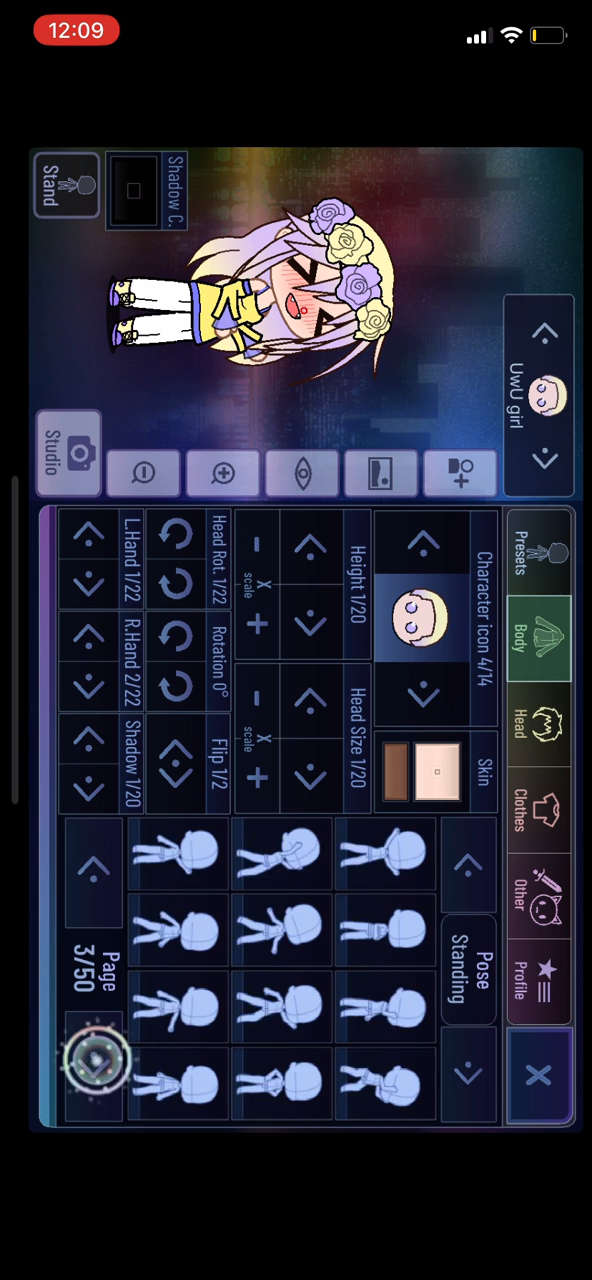 12:09
Stand
Shadow C.
UwU girl
Studio
Presets
Body
Head
Clothes
Other
Profile
X
Character icon 4/14
Skin
Height 1/20
Head Size 1/20
- X scale +
- X scale +
Head Rot. 1/22
Rotation 0°
Flip 1/2
L.Hand 1/22
R.Hand 2/22
Shadow 1/20
Pose
Standing
Page
3/50